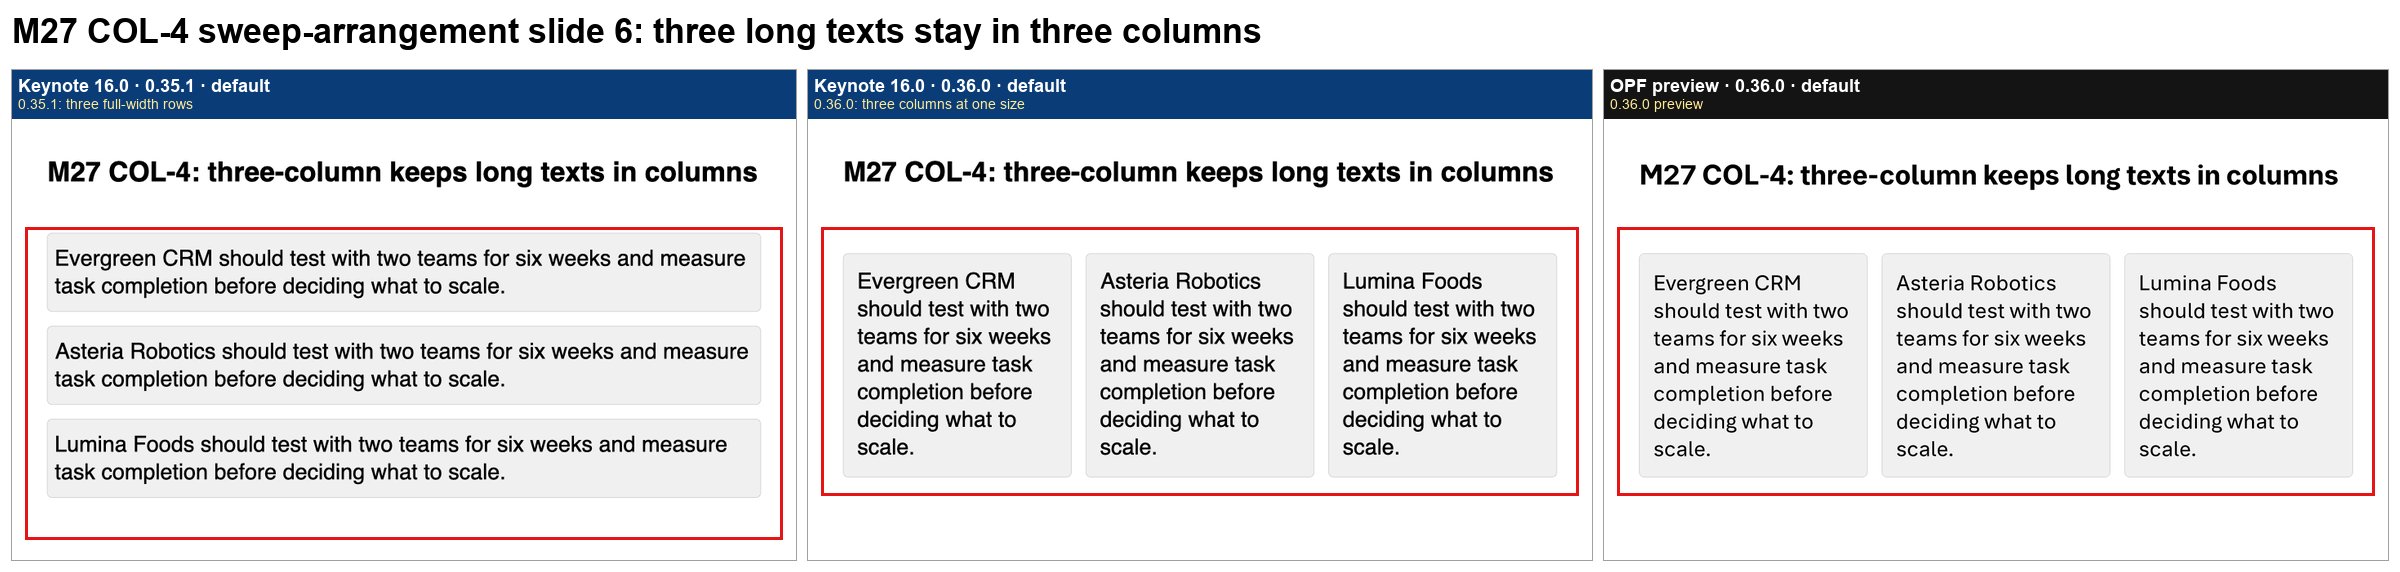 M27 COL-4 sweep-arrangement slide 6: three long texts stay in three columns
Keynote 16.0 · 0.35.1 · default
0.35.1: three full-width rows
M27 COL-4: three-column keeps long texts in columns
Evergreen CRM should test with two teams for six weeks and measure
task completion before deciding what to scale.
Asteria Robotics should test with two teams for six weeks and measure
task completion before deciding what to scale.
Lumina Foods should test with two teams for six weeks and measure
task completion before deciding what to scale.
Keynote 16.0 · 0.36.0 · default
0.36.0: three columns at one size
M27 COL-4: three-column keeps long texts in columns
Evergreen CRM
should test with two
teams for six weeks
and measure task
completion before
deciding what to
scale.
Asteria Robotics
should test with two
teams for six weeks
and measure task
completion before
deciding what to
scale.
Lumina Foods
should test with two
teams for six weeks
and measure task
completion before
deciding what to
scale.
OPF preview · 0.36.0 · default
0.36.0 preview
M27 COL-4: three-column keeps long texts in columns
Evergreen CRM
should test with two
teams for six weeks
and measure task
completion before
deciding what to
scale.
Asteria Robotics
should test with two
teams for six weeks
and measure task
completion before
deciding what to
scale.
Lumina Foods
should test with two
teams for six weeks
and measure task
completion before
deciding what to
scale.